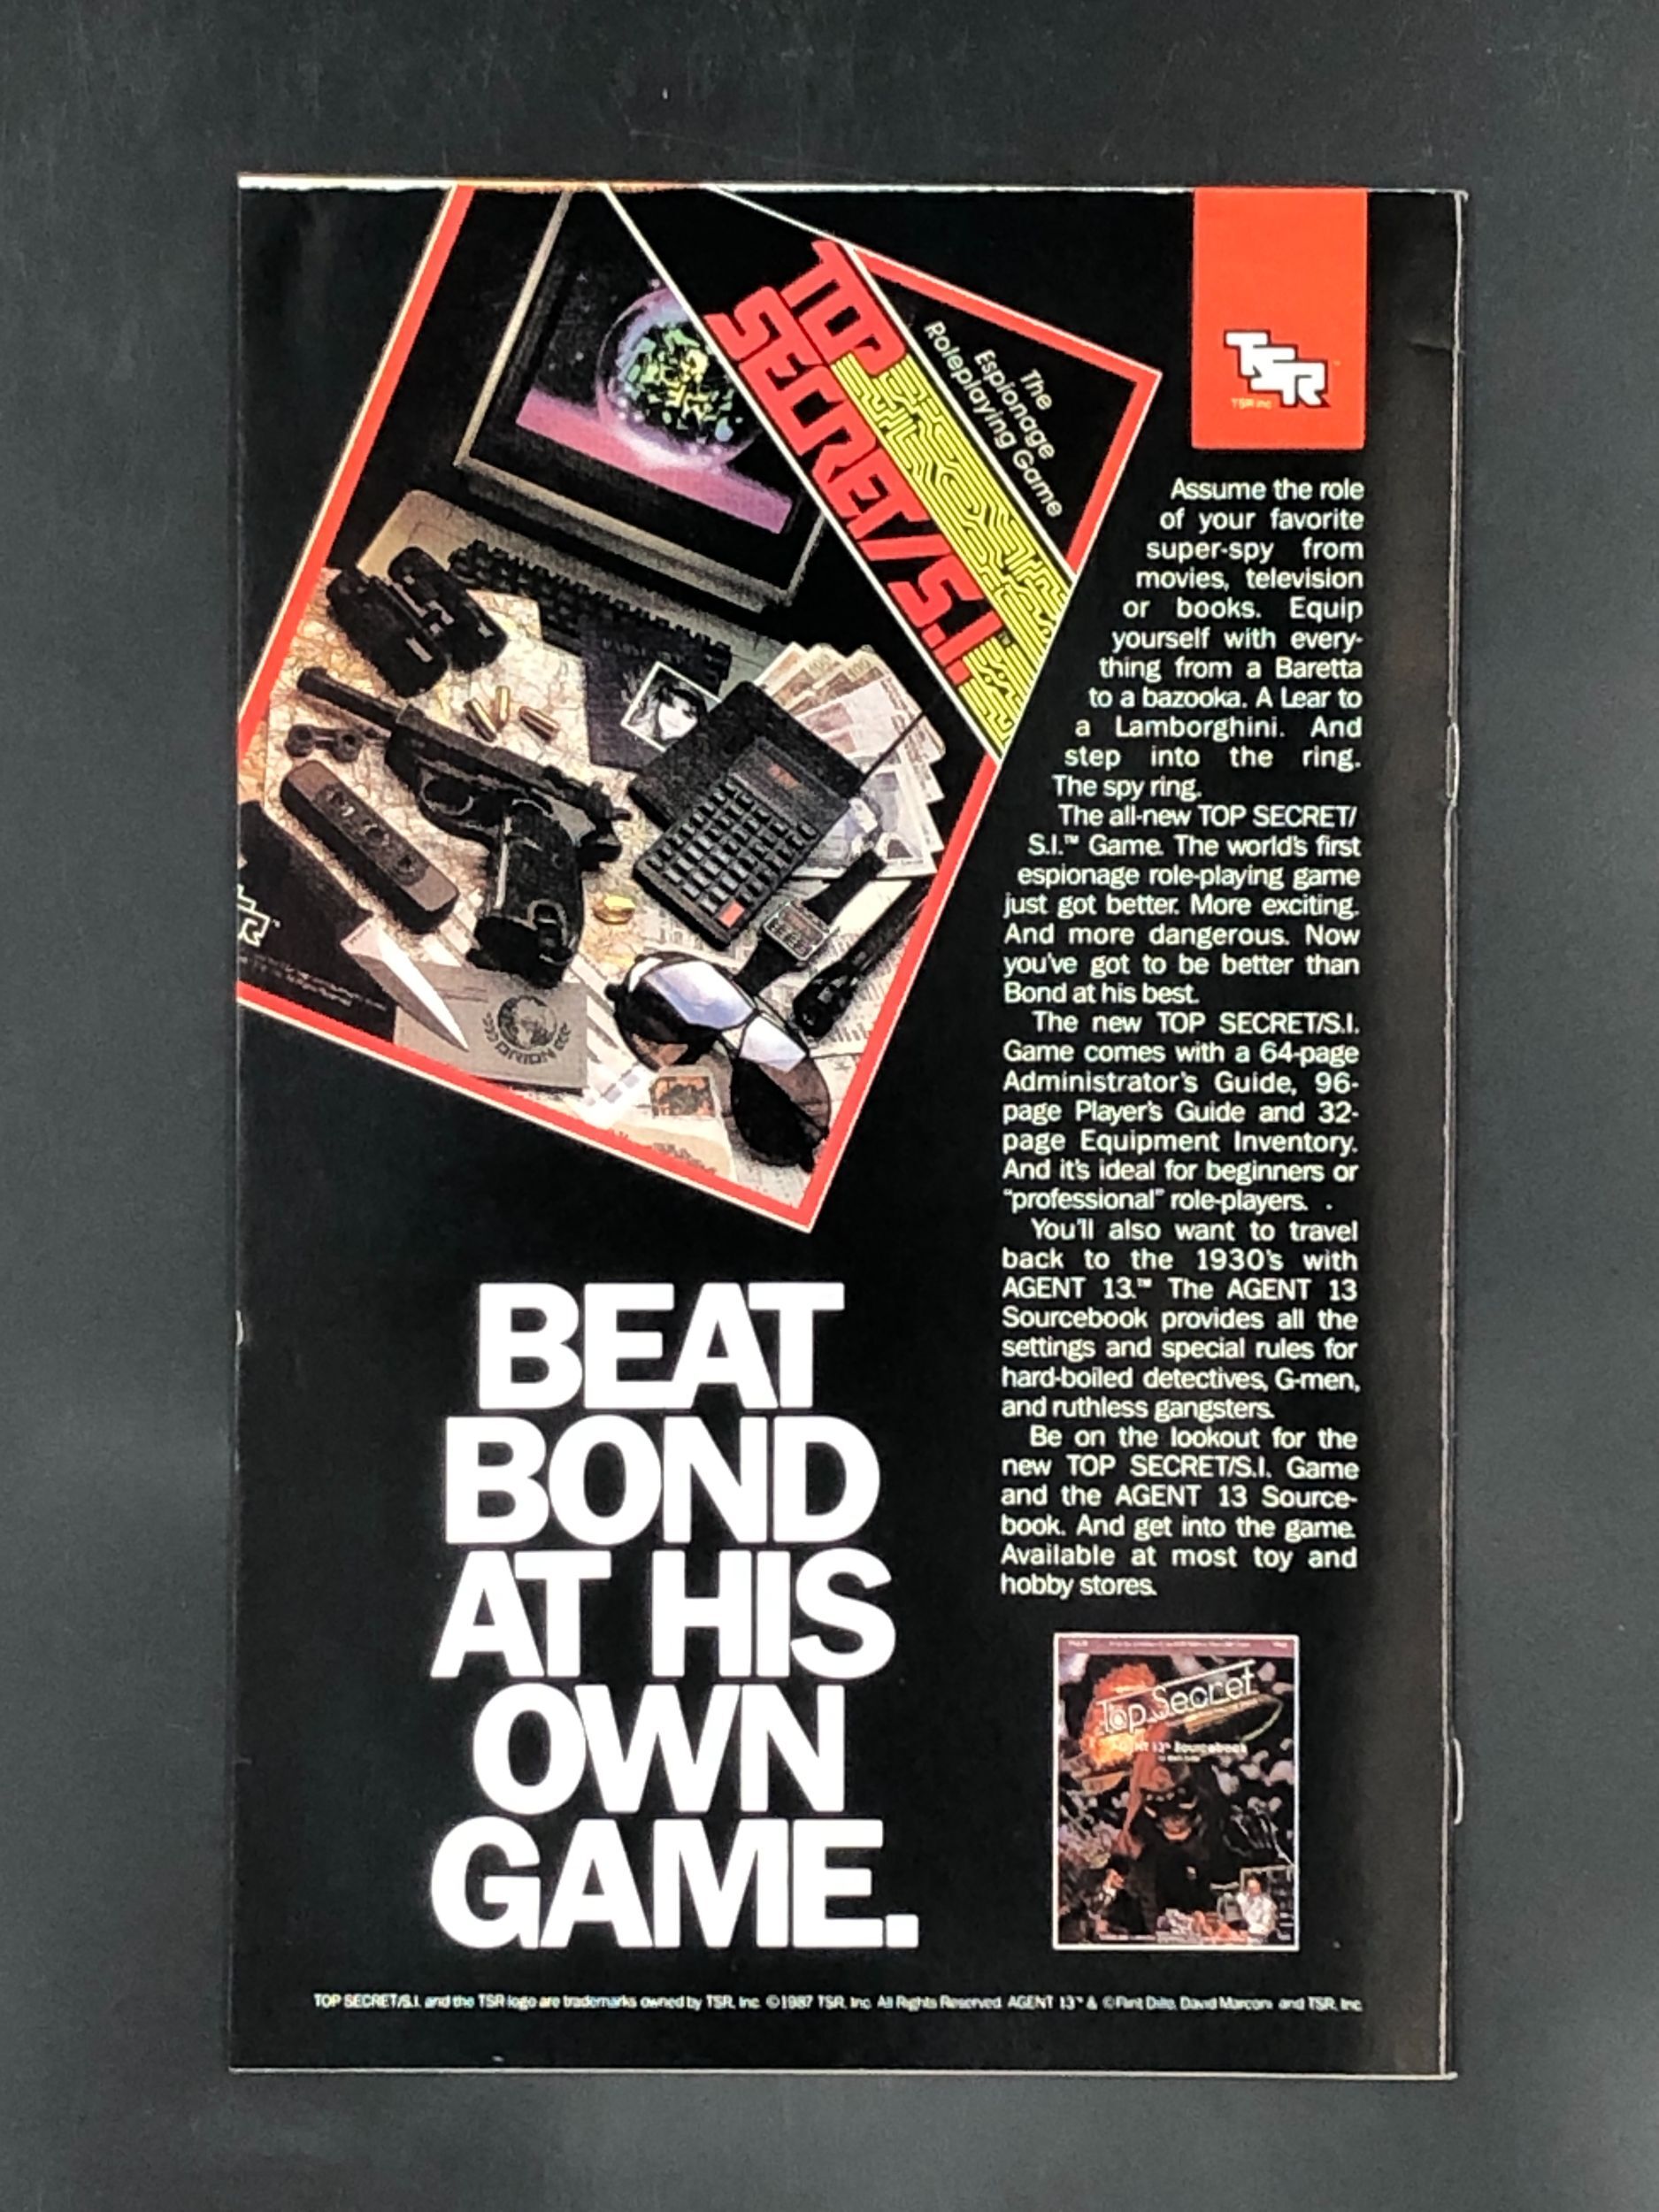 TOP
SECRET/S.I.™
The
Espionage
Roleplaying Game
TSR™
TSR, Inc.
ORION
Assume the role
of your favorite
super-spy from
movies, television
or books. Equip
yourself with every-
thing from a Baretta
to a bazooka. A Lear to
a Lamborghini. And
step into the ring.
The spy ring.
The all-new TOP SECRET/
S.I.™ Game. The world's first
espionage role-playing game
just got better. More exciting.
And more dangerous. Now
you've got to be better than
Bond at his best.
The new TOP SECRET/S.I.
Game comes with a 64-page
Administrator's Guide, 96-
page Player's Guide and 32-
page Equipment Inventory.
And it's ideal for beginners or
"professional" role-players.
You'll also want to travel
back to the 1930's with
AGENT 13.™ The AGENT 13
Sourcebook provides all the
settings and special rules for
hard-boiled detectives, G-men,
and ruthless gangsters.
Be on the lookout for the
new TOP SECRET/S.I. Game
and the AGENT 13 Source-
book. And get into the game.
Available at most toy and
hobby stores.
BEAT
BOND
AT HIS
OWN
GAME.
Top Secret
AGENT 13™ Sourcebook
TOP SECRET/S.I. and the TSR logo are trademarks owned by TSR, Inc. ©1987 TSR, Inc. All Rights Reserved. AGENT 13™ & ©Flint Dille, David Marconi and TSR, Inc.